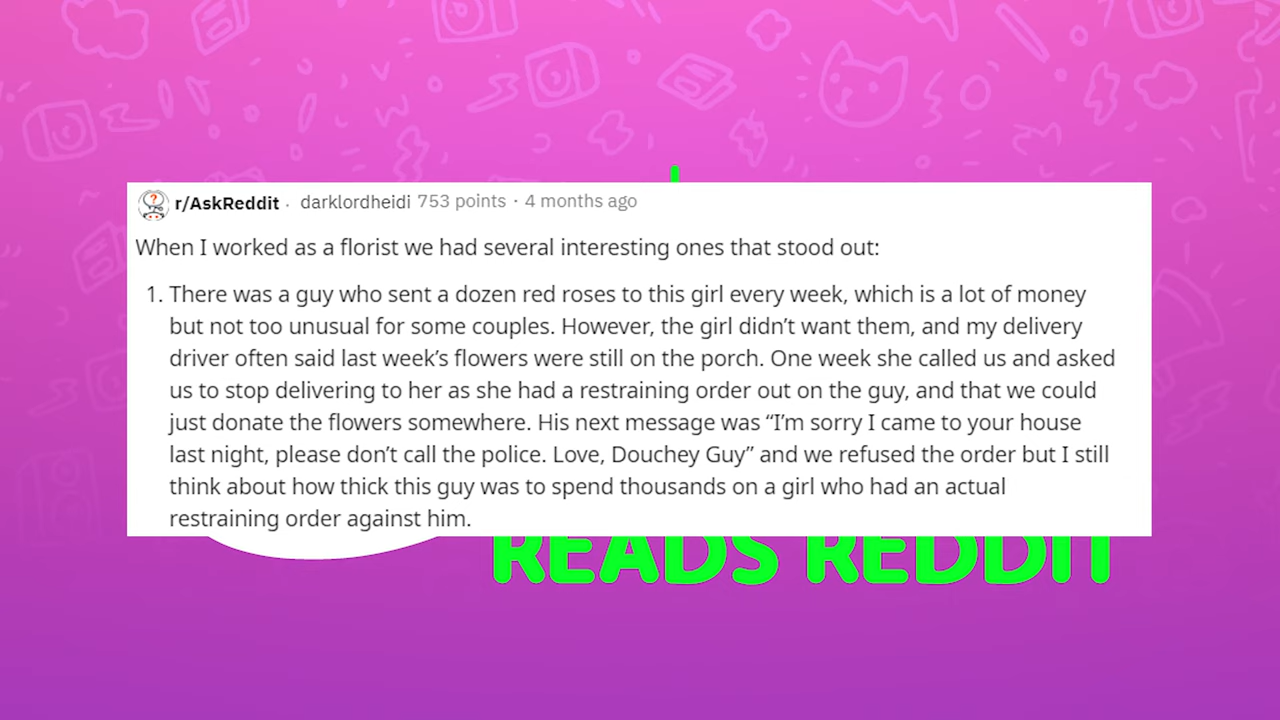 r/AskReddit · darklordheidi 753 points · 4 months ago
When I worked as a florist we had several interesting ones that stood out:
1. There was a guy who sent a dozen red roses to this girl every week, which is a lot of money
but not too unusual for some couples. However, the girl didn’t want them, and my delivery
driver often said last week’s flowers were still on the porch. One week she called us and asked
us to stop delivering to her as she had a restraining order out on the guy, and that we could
just donate the flowers somewhere. His next message was “I’m sorry I came to your house
last night, please don’t call the police. Love, Douchey Guy” and we refused the order but I still
think about how thick this guy was to spend thousands on a girl who had an actual
restraining order against him.
READS REDDIT